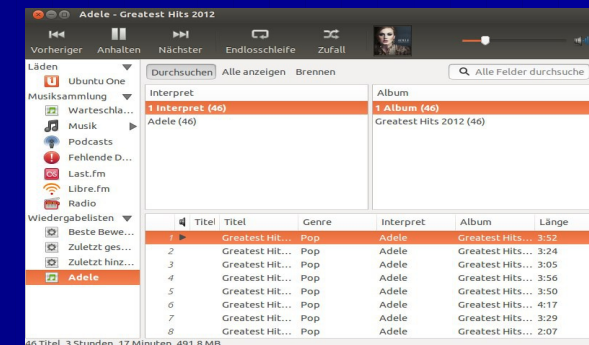 Adele - Greatest Hits 2012
Vorheriger Anhalten Nächster Endlosschleife Zufall
Läden
Ubuntu One
Musiksammlung
Warteschla...
Musik
Podcasts
Fehlende D...
Last.fm
Libre.fm
Radio
Wiedergabelisten
Beste Bewe...
Zuletzt ges...
Zuletzt hinz...
Adele
Durchsuchen Alle anzeigen Brennen
Alle Felder durchsuche
Interpret
1 Interpret (46)
Adele (46)
Album
1 Album (46)
Greatest Hits 2012 (46)
Titel Titel Genre Interpret Album Länge
1 Greatest Hit... Pop Adele Greatest Hits... 3:52
2 Greatest Hit... Pop Adele Greatest Hits... 3:24
3 Greatest Hit... Pop Adele Greatest Hits... 3:05
4 Greatest Hit... Pop Adele Greatest Hits... 3:56
5 Greatest Hit... Pop Adele Greatest Hits... 3:50
6 Greatest Hit... Pop Adele Greatest Hits... 4:17
7 Greatest Hit... Pop Adele Greatest Hits... 3:29
8 Greatest Hit... Pop Adele Greatest Hits... 2:07
46 Titel, 3 Stunden, 17 Minuten, 491,8 MB